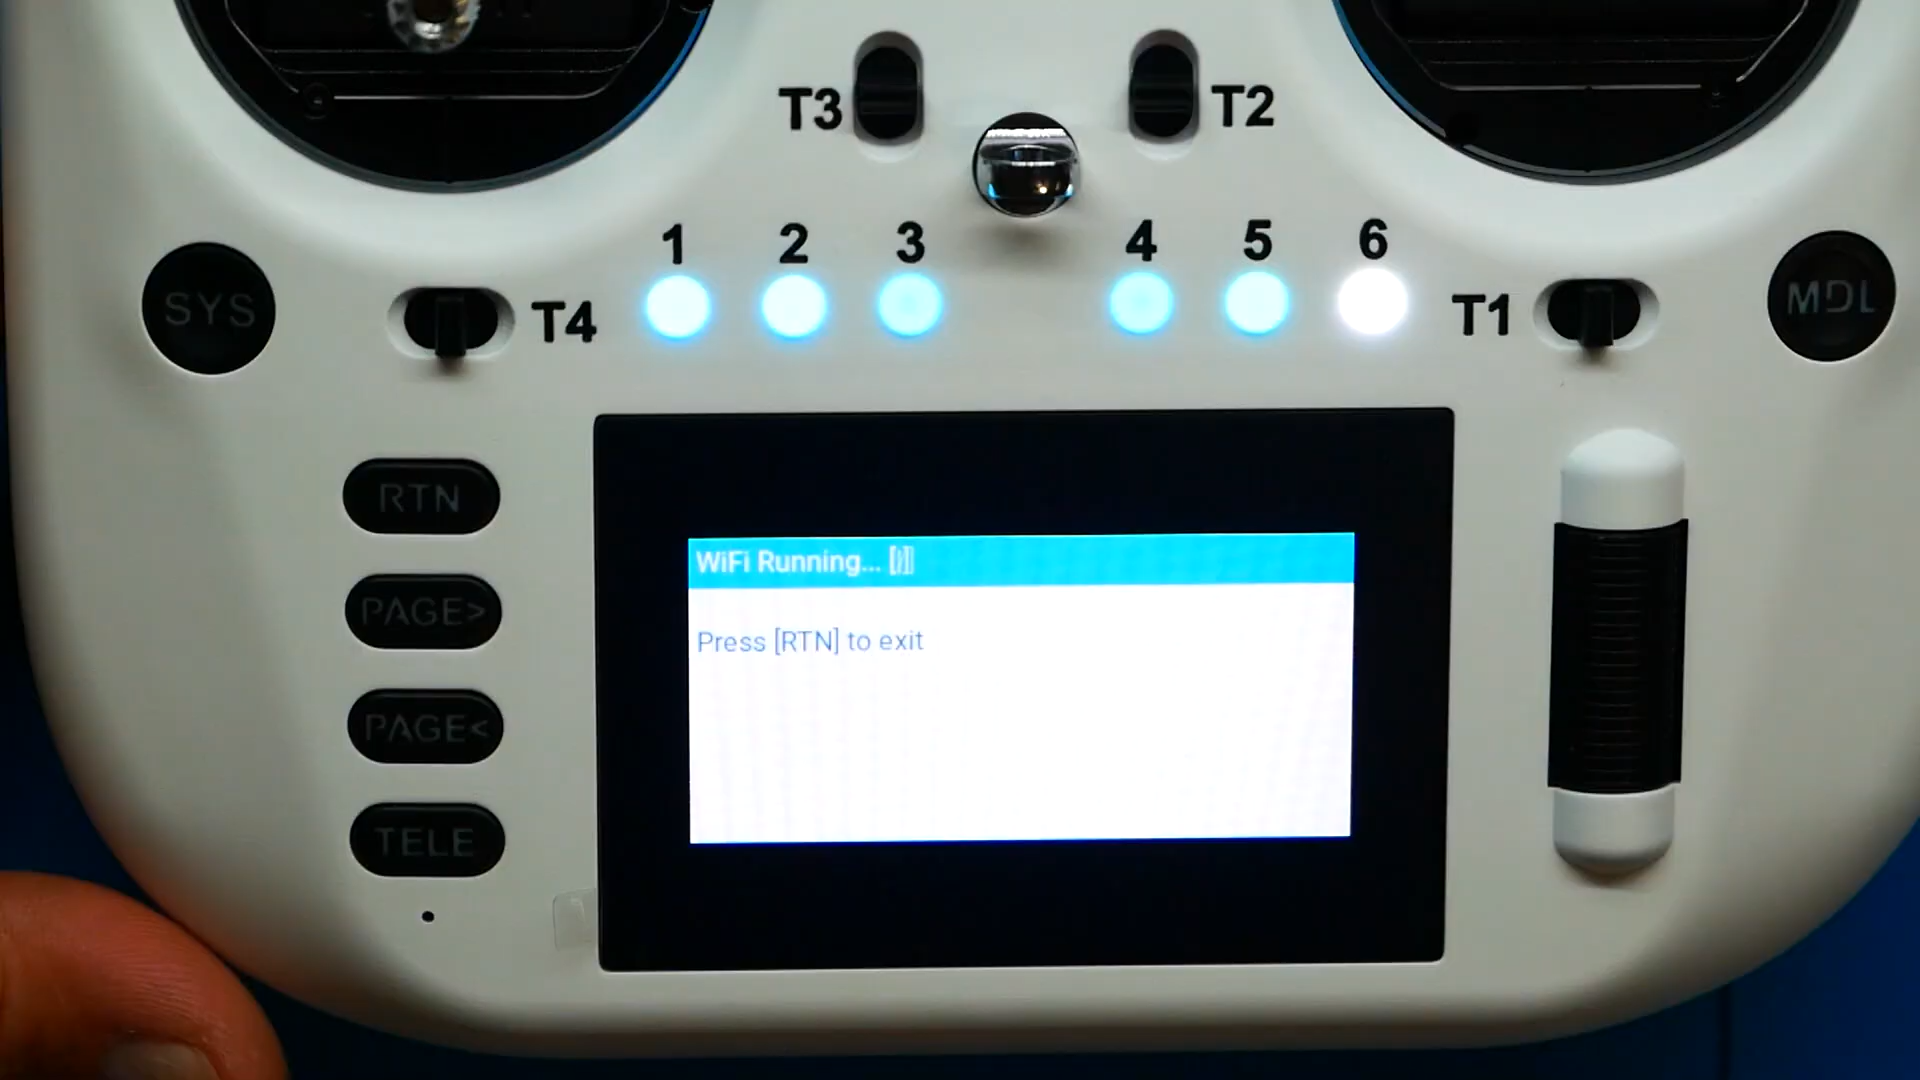 T3
T2
1
2
3
4
5
6
SYS
T4
T1
MDL
RTN
PAGE>
PAGE<
TELE
WiFi Running...
Press [RTN] to exit